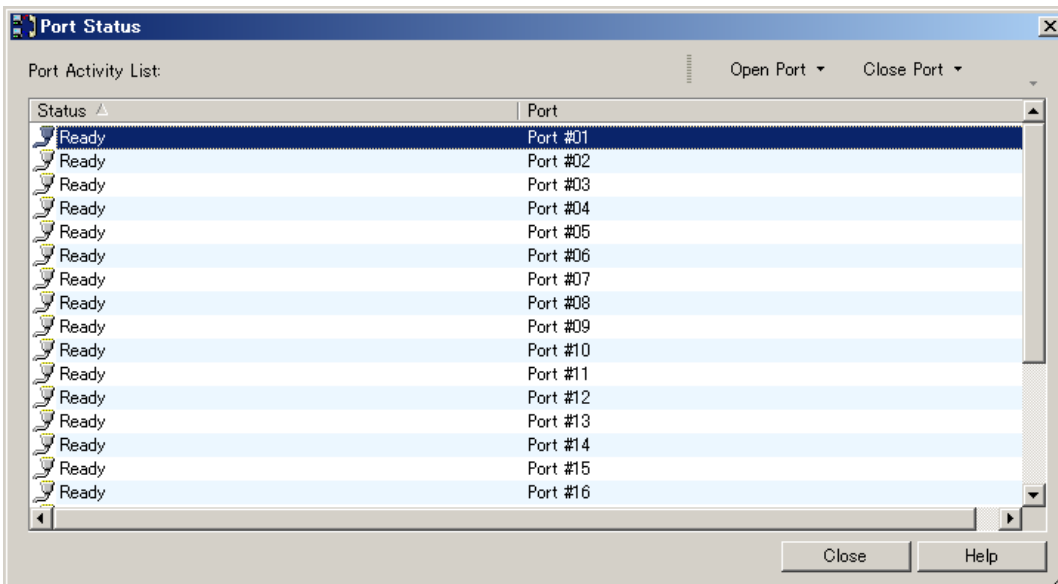 Port Status
Port Activity List:
Open Port
Close Port
Status Port
Ready Port #01
Ready Port #02
Ready Port #03
Ready Port #04
Ready Port #05
Ready Port #06
Ready Port #07
Ready Port #08
Ready Port #09
Ready Port #10
Ready Port #11
Ready Port #12
Ready Port #13
Ready Port #14
Ready Port #15
Ready Port #16
Close
Help